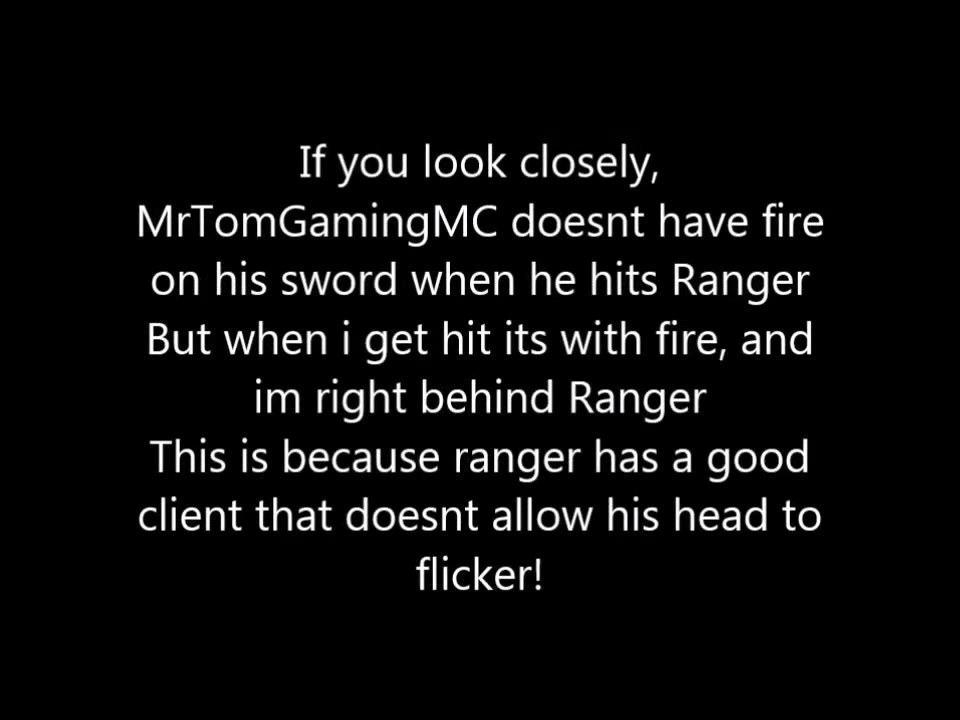 If you look closely,
MrTomGamingMC doesnt have fire
on his sword when he hits Ranger
But when i get hit its with fire, and
im right behind Ranger
This is because ranger has a good
client that doesnt allow his head to
flicker!